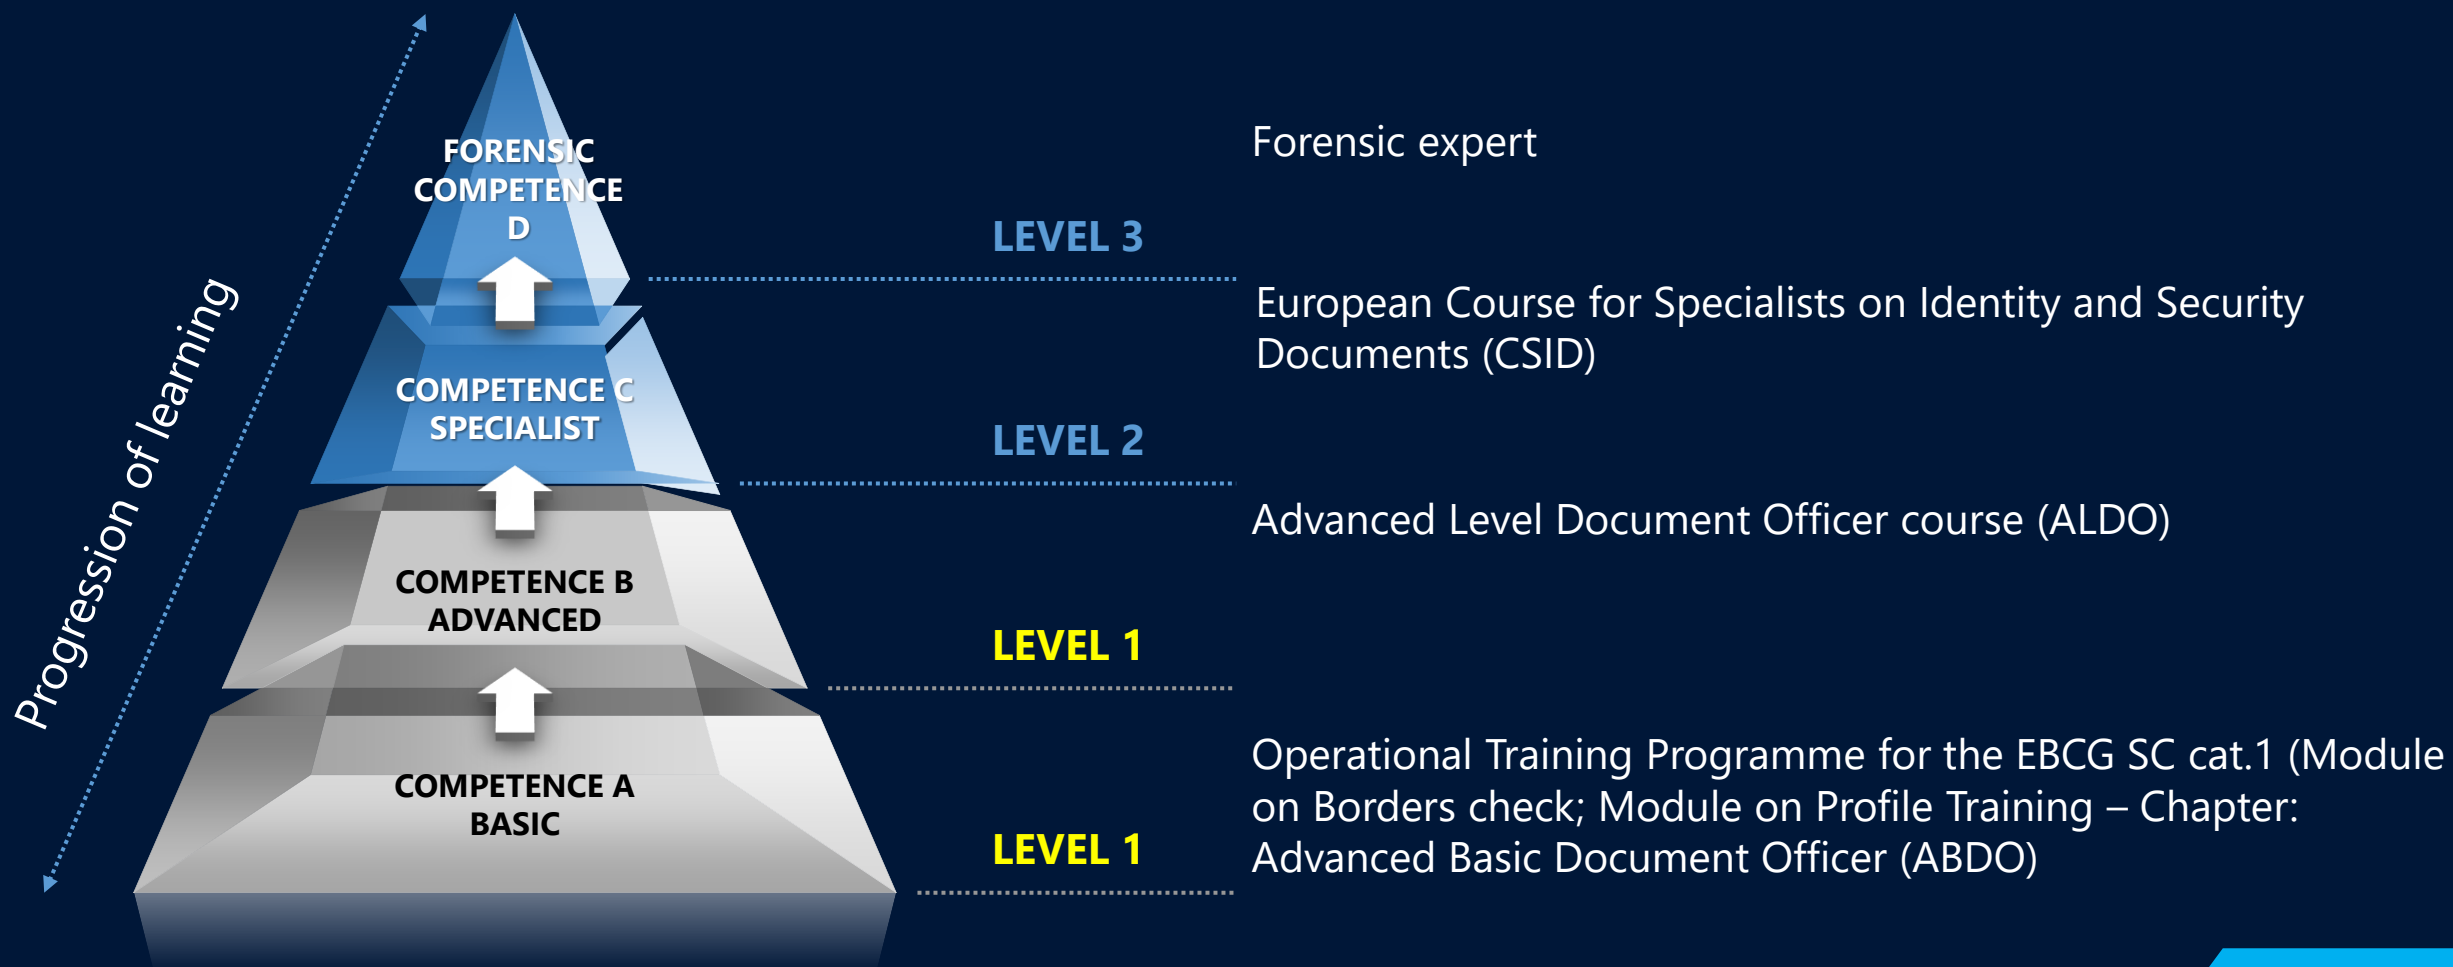 Progression of learning
FORENSIC
COMPETENCE
D
Forensic expert
LEVEL 3
European Course for Specialists on Identity and Security
Documents (CSID)
COMPETENCE C
SPECIALIST
LEVEL 2
Advanced Level Document Officer course (ALDO)
COMPETENCE B
ADVANCED
LEVEL 1
Operational Training Programme for the EBCG SC cat.1 (Module
on Borders check; Module on Profile Training – Chapter:
Advanced Basic Document Officer (ABDO)
COMPETENCE A
BASIC
LEVEL 1